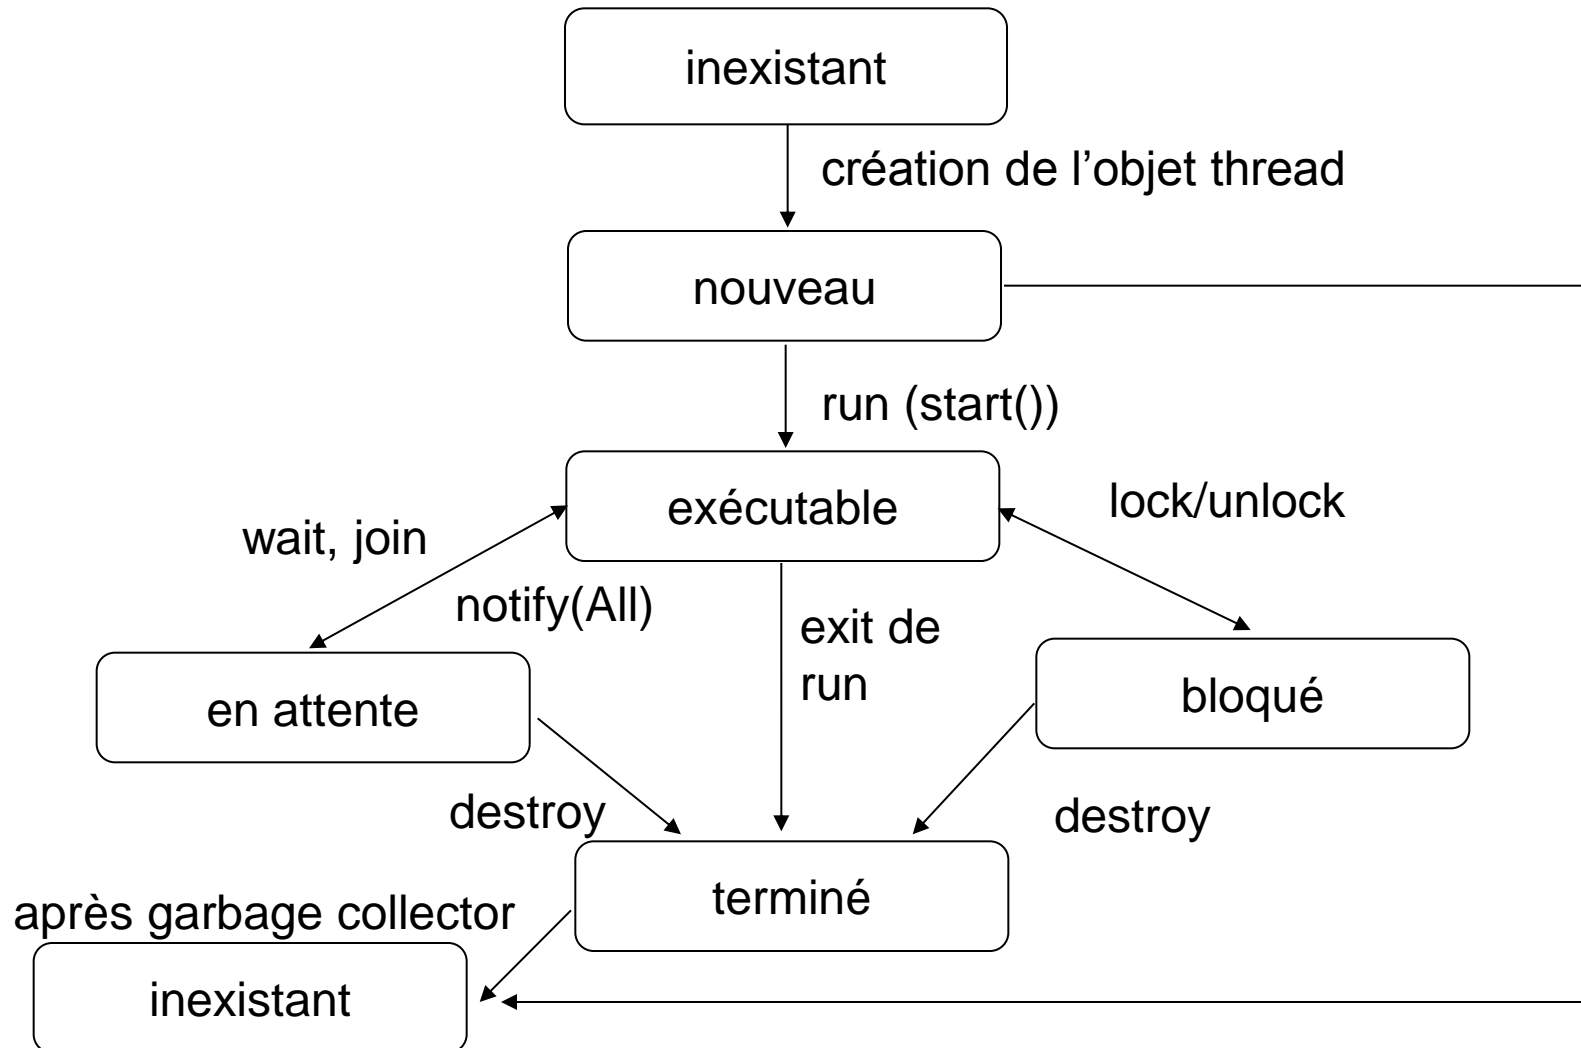 inexistant
création de l’objet thread
nouveau
run (start())
exécutable
lock/unlock
wait, join
notify(All)
exit de
run
en attente
bloqué
destroy
destroy
terminé
après garbage collector
inexistant